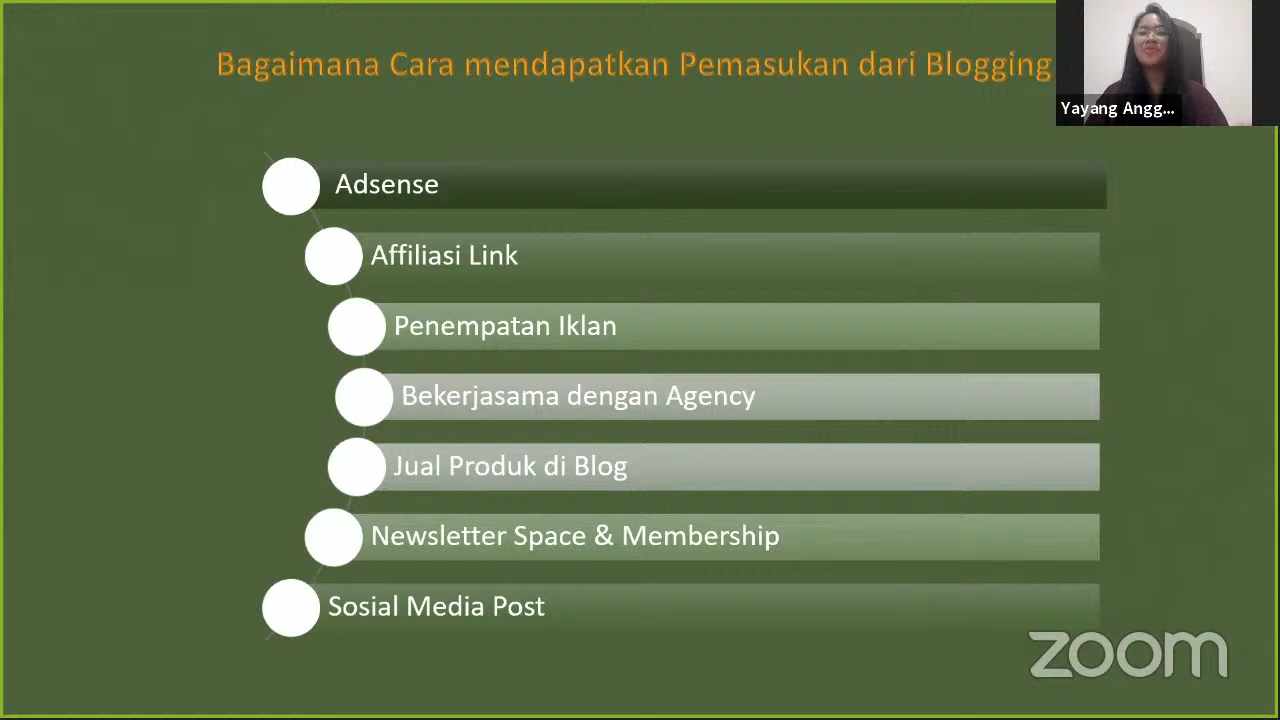 Bagaimana Cara mendapatkan Pemasukan dari Blogging
Yayang Angg...
Adsense
Affiliasi Link
Penempatan Iklan
Bekerjasama dengan Agency
Jual Produk di Blog
Newsletter Space & Membership
Sosial Media Post
zoom